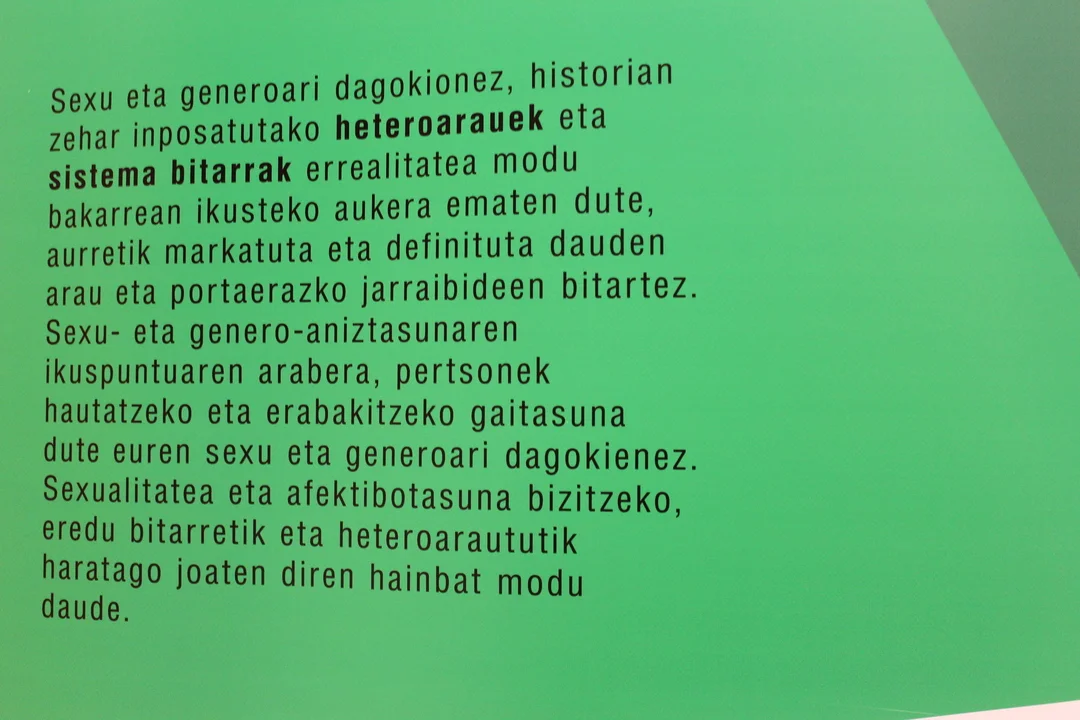 Sexu eta generoari dagokionez, historian
zehar inposatutako heteroarauek eta
sistema bitarrak errealitatea modu
bakarrean ikusteko aukera ematen dute,
aurretik markatuta eta definituta dauden
arau eta portaerazko jarraibideen bitartez.
Sexu- eta genero-aniztasunaren
ikuspuntuaren arabera, pertsonek
hautatzeko eta erabakitzeko gaitasuna
dute euren sexu eta generoari dagokienez.
Sexualitatea eta afektibotasuna bizitzeko,
eredu bitarretik eta heteroarautuтik
haratago joaten diren hainbat modu
daude.